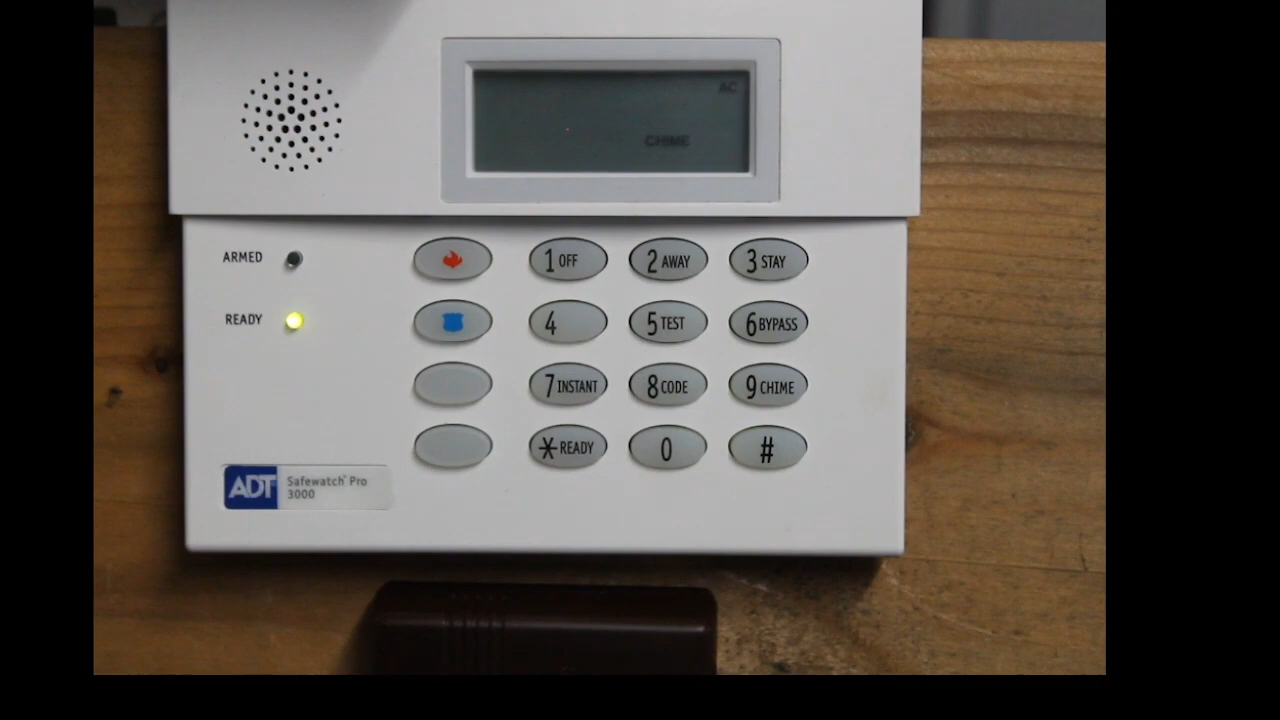 AC
CHIME
ARMED
1 OFF
2 AWAY
3 STAY
READY
4
5 TEST
6 BYPASS
7 INSTANT
8 CODE
9 CHIME
* READY
0
#
ADT
Safewatch® Pro
3000